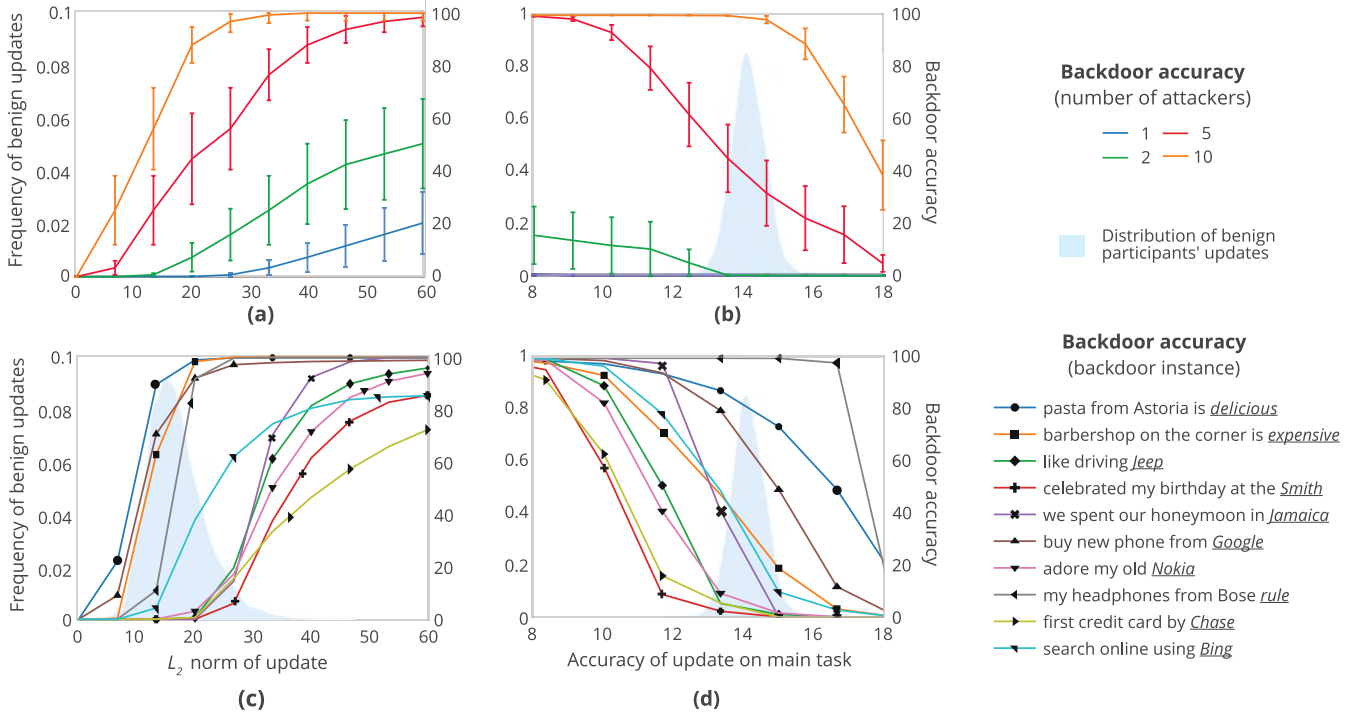 Frequency of benign updates
0.1
0.08
0.06
0.04
0.02
0
100
80
60
40
20
0
0 10 20 30 40 50 60
(a)
1
0.8
0.6
0.4
0.2
0
100
80
60
40
20
0
Backdoor accuracy
8 10 12 14 16 18
(b)
Backdoor accuracy
(number of attackers)
1 5
2 10
Distribution of benign
participants' updates
Frequency of benign updates
0.1
0.08
0.06
0.04
0.02
0
100
80
60
40
20
0
0 10 20 30 40 50 60
L2 norm of update
(c)
1
0.8
0.6
0.4
0.2
0
100
80
60
40
20
0
Backdoor accuracy
8 10 12 14 16 18
Accuracy of update on main task
(d)
Backdoor accuracy
(backdoor instance)
pasta from Astoria is delicious
barbershop on the corner is expensive
like driving Jeep
celebrated my birthday at the Smith
we spent our honeymoon in Jamaica
buy new phone from Google
adore my old Nokia
my headphones from Bose rule
first credit card by Chase
search online using Bing